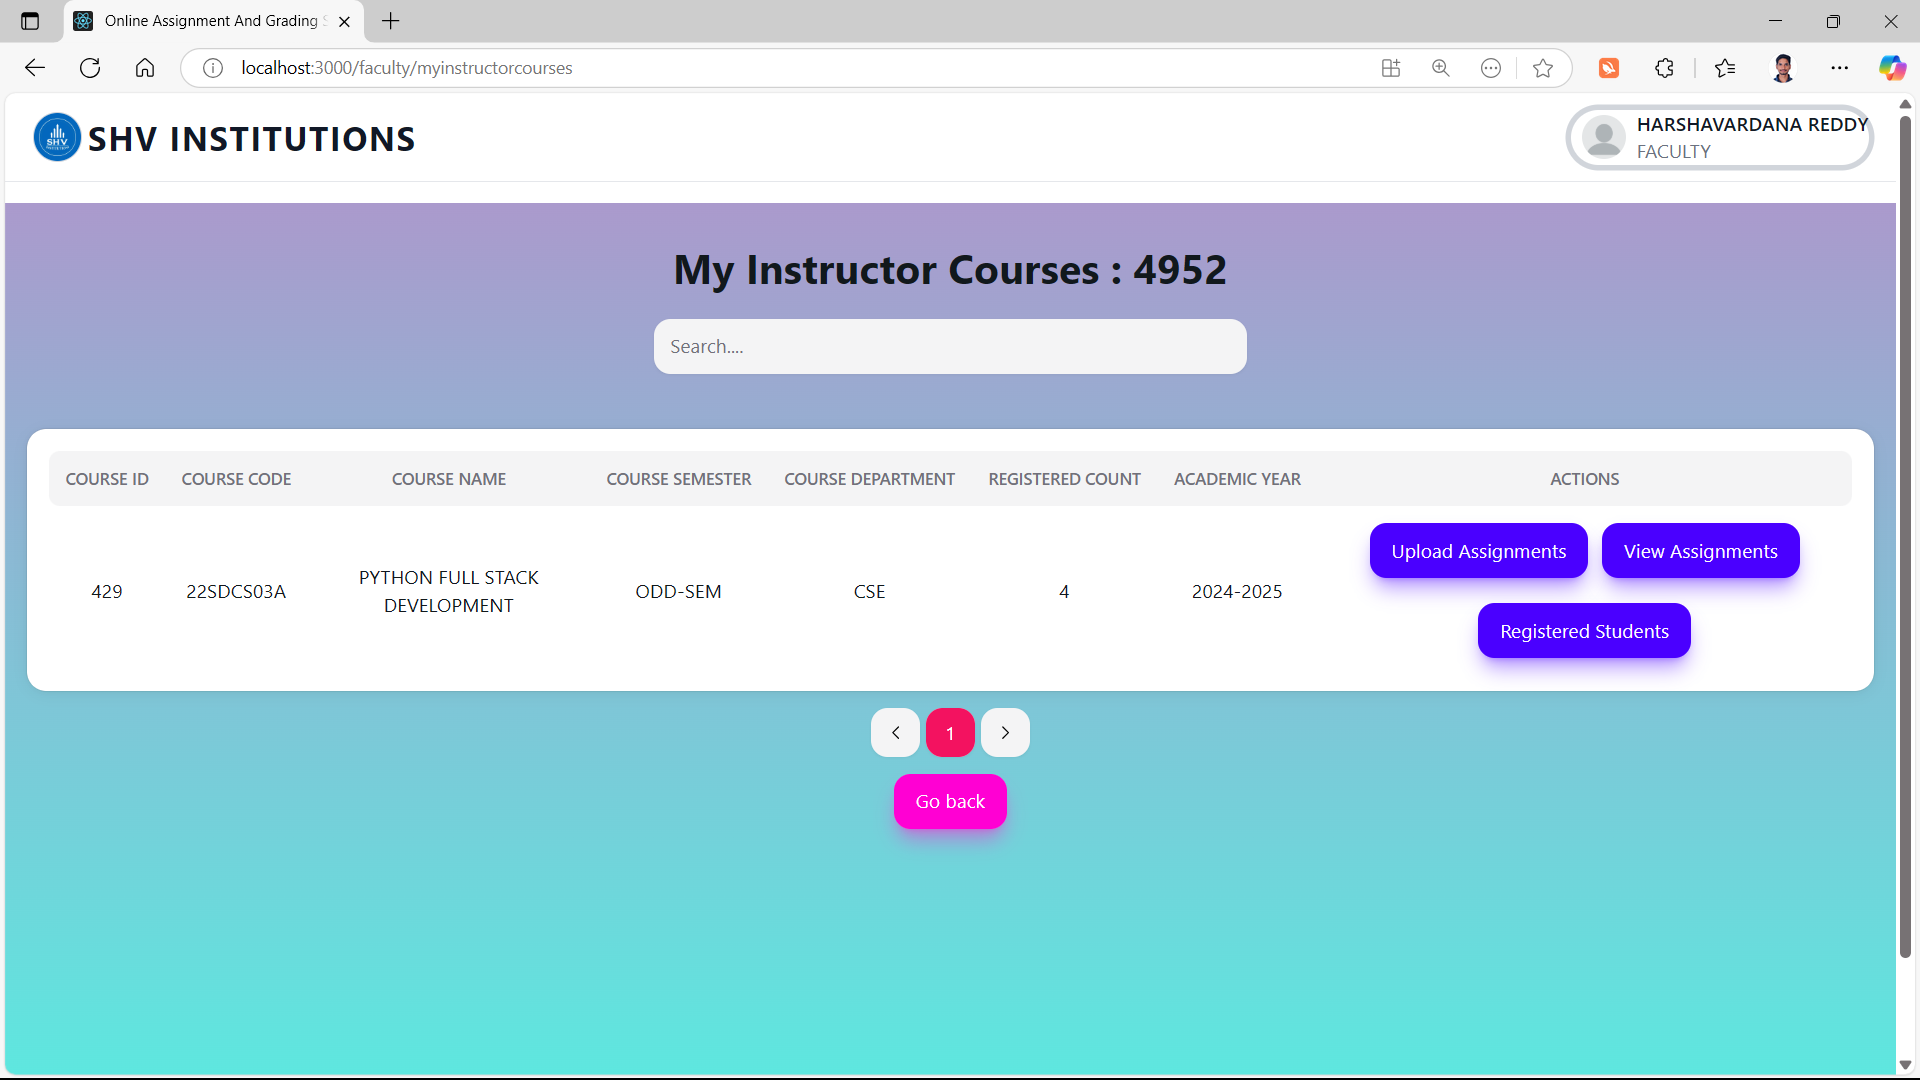 Online Assignment And Grading S
localhost:3000/faculty/myinstructorcourses
SHV
SHV INSTITUTIONS
HARSHAVARDANA REDDY
FACULTY
My Instructor Courses : 4952
Search....
COURSE ID COURSE CODE COURSE NAME COURSE SEMESTER COURSE DEPARTMENT REGISTERED COUNT ACADEMIC YEAR ACTIONS
Upload Assignments View Assignments
429 22SDCS03A PYTHON FULL STACK ODD-SEM CSE 4 2024-2025
DEVELOPMENT
Registered Students
1
Go back